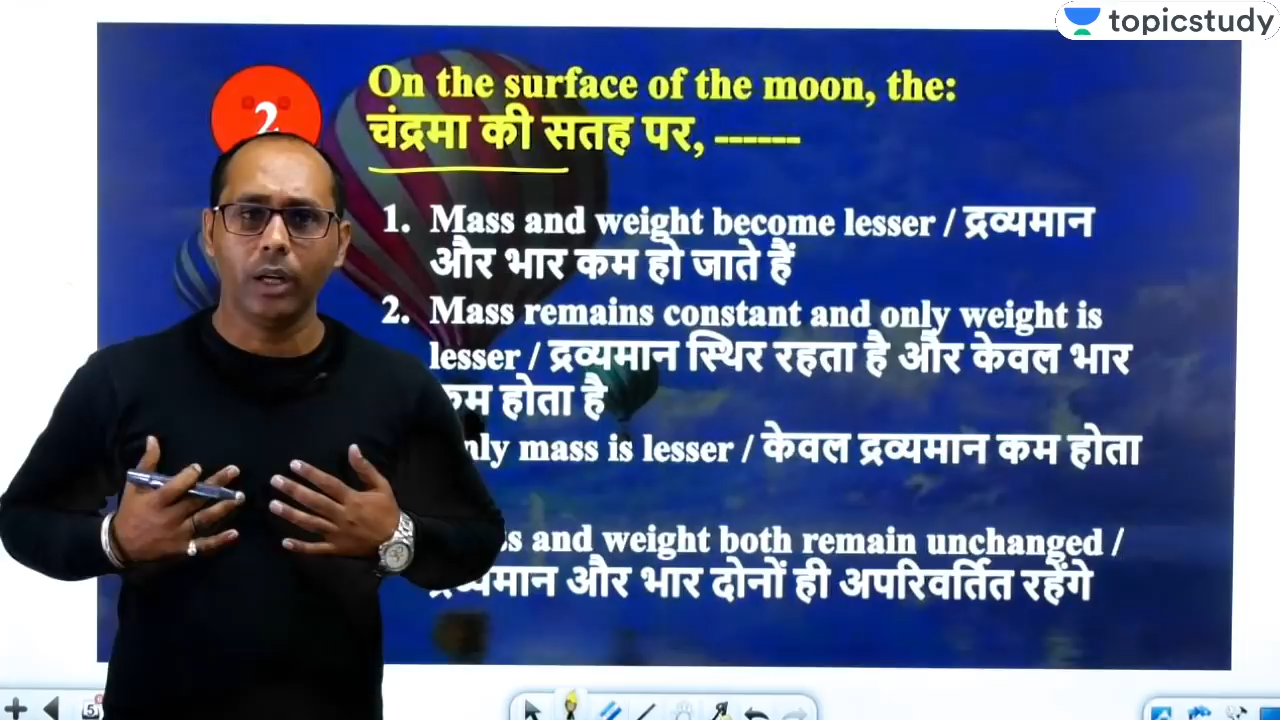 topicstudy
2
On the surface of the moon, the:
चंद्रमा की सतह पर, ------
1. Mass and weight become lesser / द्रव्यमान
और भार कम हो जाते हैं
2. Mass remains constant and only weight is
lesser / द्रव्यमान स्थिर रहता है और केवल भार
होता है
mass is lesser / केवल द्रव्यमान कम होता
and weight both remain unchanged /
और भार दोनों ही अपरिवर्तित रहेंगे
5